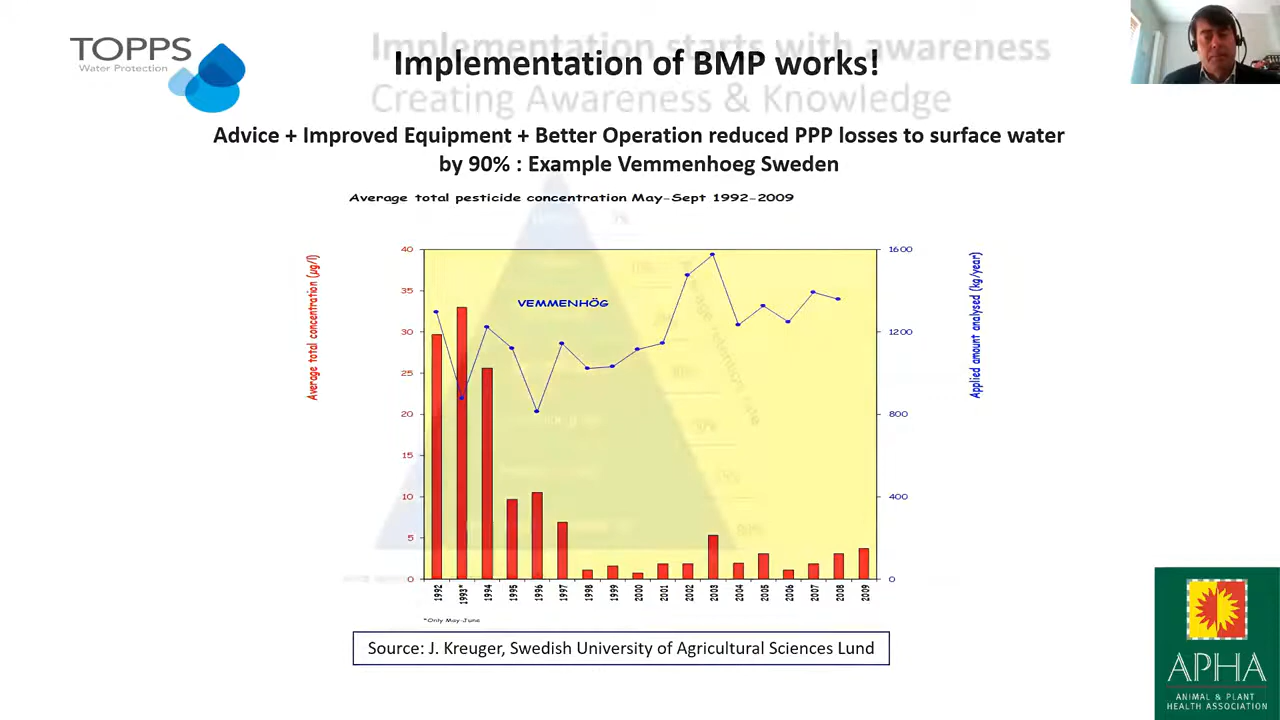 TOPPS
Water Protection
Implementation starts with awareness
Implementation of BMP works!
Creating Awareness & Knowledge
Advice + Improved Equipment + Better Operation reduced PPP losses to surface water
by 90% : Example Vemmenhoeg Sweden
Average total pesticide concentration May-Sept 1992-2009
Average total concentration (µg/l)
40
35
30
25
20
15
10
5
0
VEMMENHÖG
1600
1200
800
400
0
Applied amount analysed (kg/year)
1992
1993*
1994
1995
1996
1997
1998
1999
2000
2001
2002
2003
2004
2005
2006
2007
2008
2009
*Only May-June
Source: J. Kreuger, Swedish University of Agricultural Sciences Lund
APHA
ANIMAL & PLANT
HEALTH ASSOCIATION